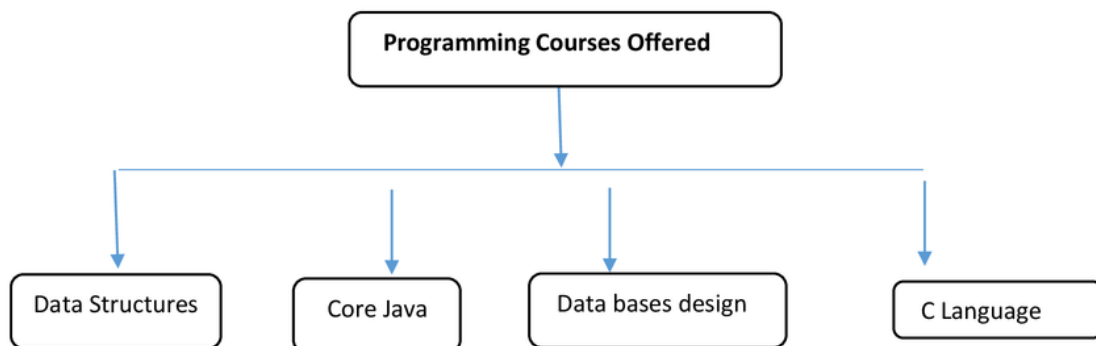 Programming Courses Offered
Data Structures
Core Java
Data bases design
C Language